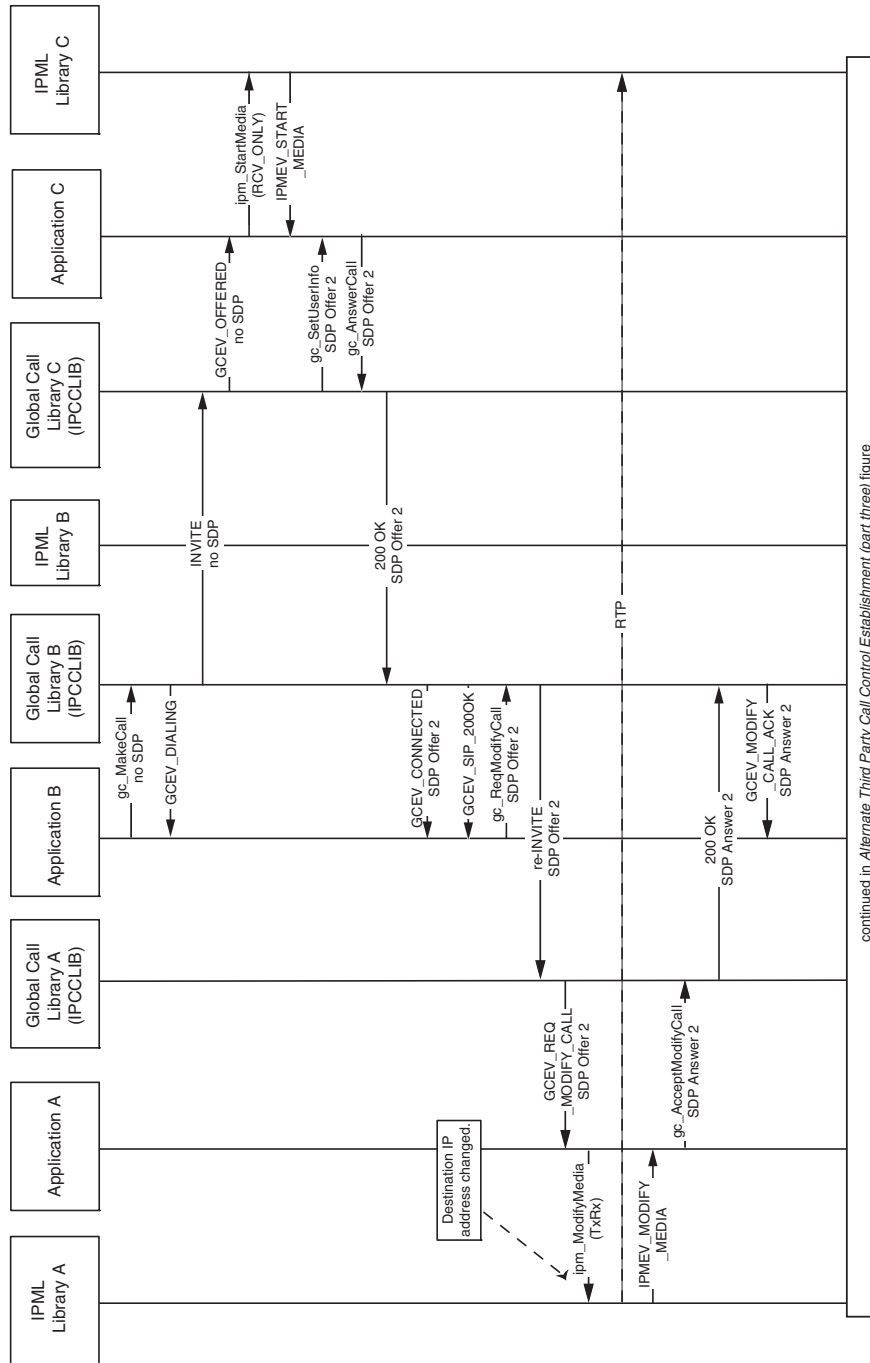 IPML
Library A
Application A
Global Call
Library A
(IPCCLIB)
Application B
Global Call
Library B
(IPCCLIB)
IPML
Library B
Global Call
Library C
(IPCCLIB)
Application C
IPML
Library C
gc_MakeCall
no SDP
GCEV_DIALING
INVITE
no SDP
GCEV_OFFERED
no SDP
ipm_StartMedia
(RCV_ONLY)
IPMEV_START
_MEDIA
gc_SetUserInfo
SDP Offer 2
gc_AnswerCall
SDP Offer 2
200 OK
SDP Offer 2
GCEV_CONNECTED
SDP Offer 2
GCEV_SIP_200OK
gc_ReqModifyCall
SDP Offer 2
re-INVITE
SDP Offer 2
GCEV_REQ
_MODIFY_CALL
SDP Offer 2
Destination IP
address changed.
ipm_ModifyMedia
(TxRx)
RTP
IPMEV_MODIFY
_MEDIA
gc_AcceptModifyCall
SDP Answer 2
200 OK
SDP Answer 2
GCEV_MODIFY
_CALL_ACK
SDP Answer 2
continued in Alternate Third Party Call Control Establishment (part three) figure